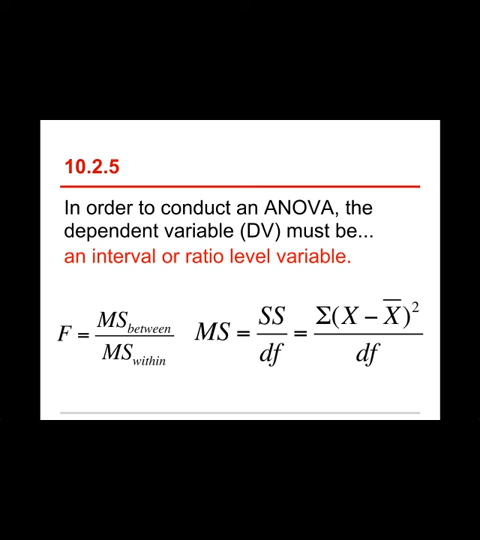 10.2.5
In order to conduct an ANOVA, the
dependent variable (DV) must be...
an interval or ratio level variable.
F = MS_between / MS_within   MS = SS / df = Σ(X − X̅)² / df